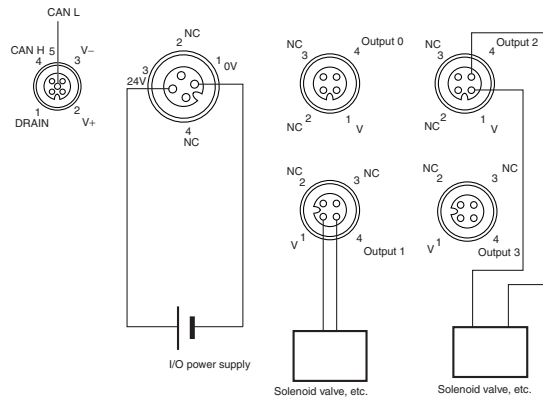 CAN L
CAN H 5 V–
4 3
1 2
DRAIN V+
NC
2
3 1 0V
24V
4
NC
I/O power supply
NC Output 0
3 4
NC 2 1 V
NC Output 2
3 4
NC 2 1 V
NC 2 3 NC
V 1 4
Output 1
NC 2 3 NC
V 1 4
Output 3
Solenoid valve, etc.
Solenoid valve, etc.